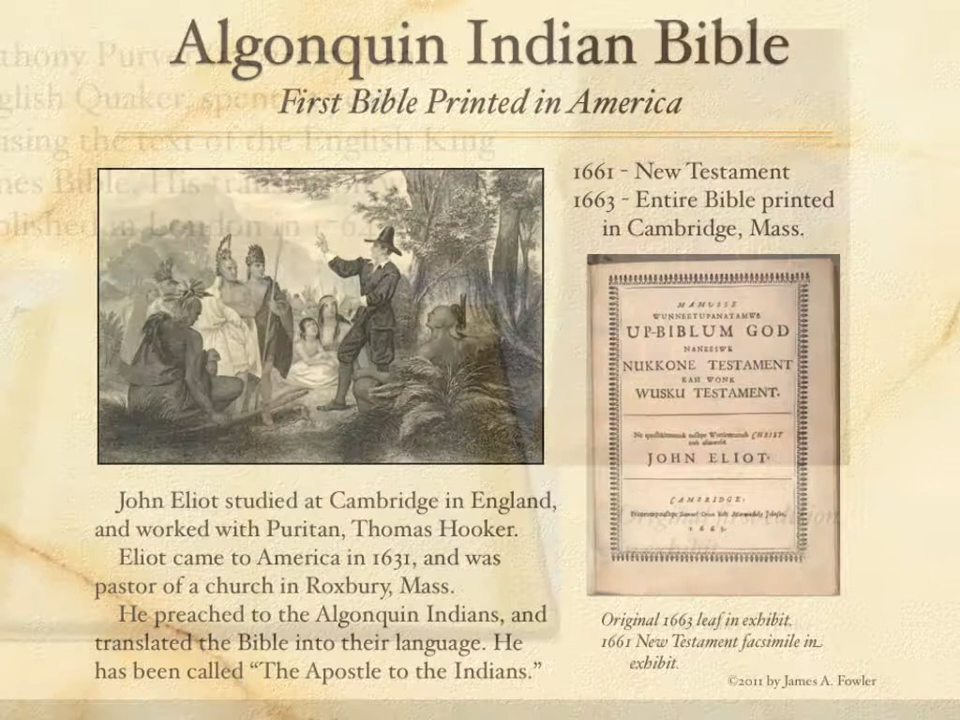 Algonquin Indian Bible
First Bible Printed in America
1661 - New Testament
1663 - Entire Bible printed
in Cambridge, Mass.
MAMUSSE
WUNNEETUPANATAMWE
UP-BIBLUM GOD
NANEESWE
NUKKONE TESTAMENT
KAH WONK
WUSKU TESTAMENT.
CHRIST
JOHN ELIOT.
CAMBRIDGE:
John Eliot studied at Cambridge in England,
and worked with Puritan, Thomas Hooker.
Eliot came to America in 1631, and was
pastor of a church in Roxbury, Mass.
He preached to the Algonquin Indians, and
translated the Bible into their language. He
has been called “The Apostle to the Indians.”
Original 1663 leaf in exhibit.
1661 New Testament facsimile in
exhibit.
©2011 by James A. Fowler